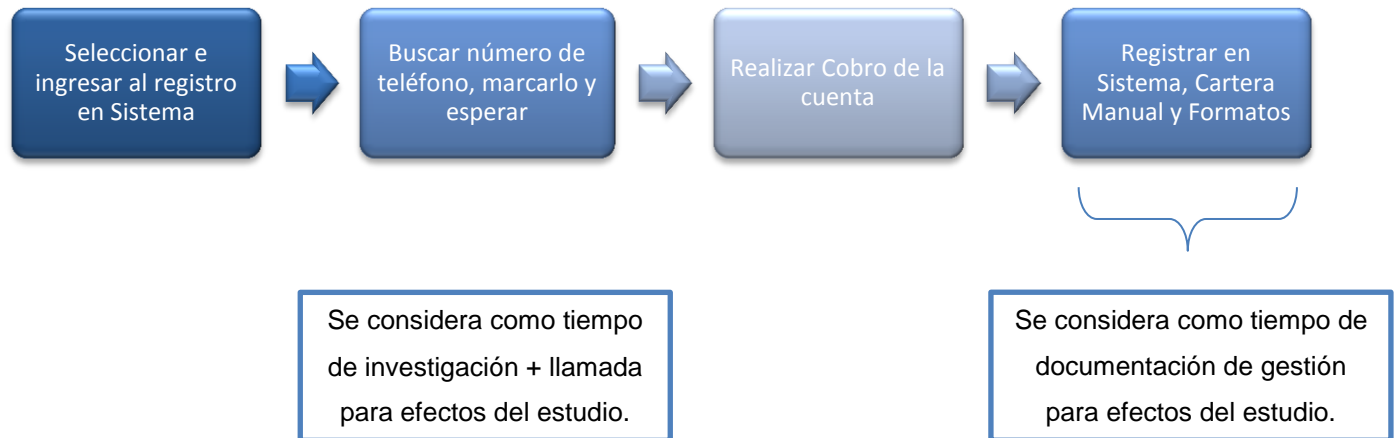 Seleccionar e
ingresar al registro
en Sistema
Buscar número de
teléfono, marcarlo y
esperar
Realizar Cobro de la
cuenta
Registrar en
Sistema, Cartera
Manual y Formatos
Se considera como tiempo
de investigación + llamada
para efectos del estudio.
Se considera como tiempo de
documentación de gestión
para efectos del estudio.